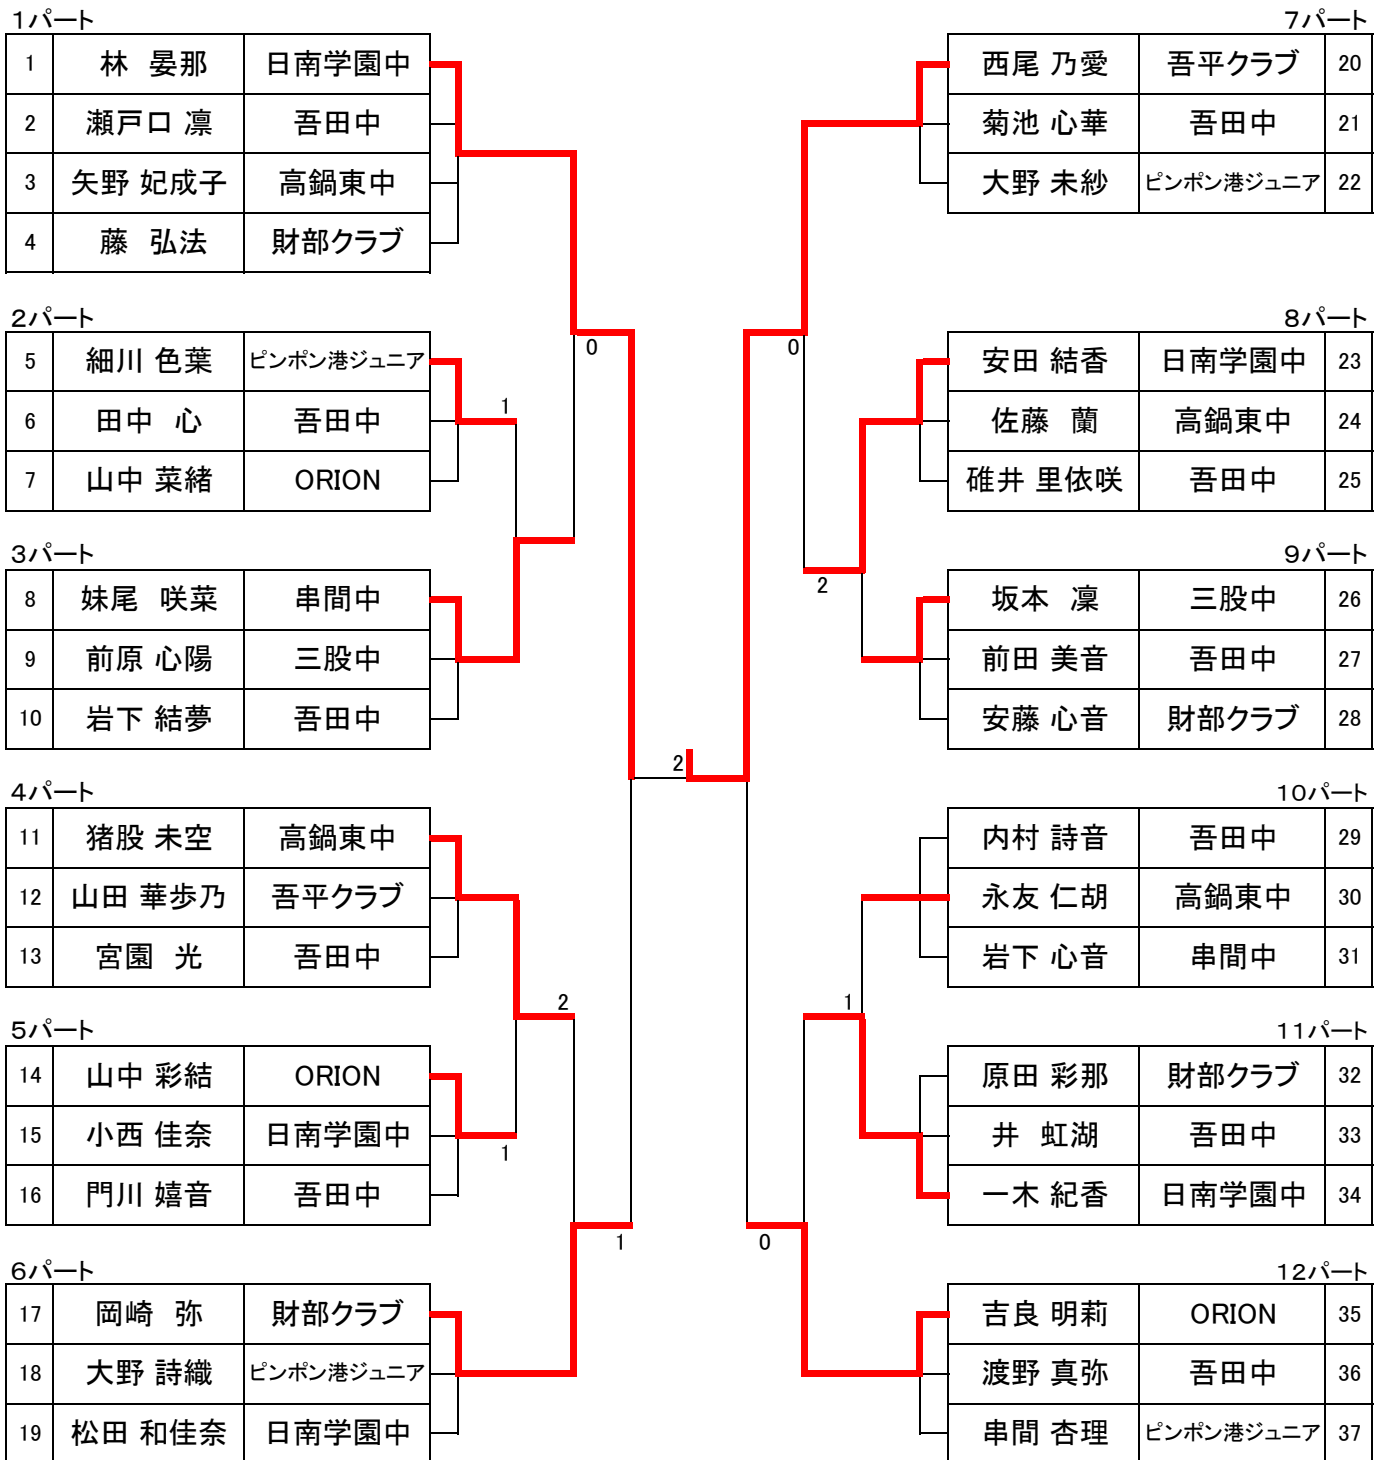 1パート
1 林 晏那 日南学園中
2 瀬戸口 凛 吾田中
3 矢野 妃成子 高鍋東中
4 藤 弘法 財部クラブ
2パート
5 細川 色葉 ピンポン港ジュニア
6 田中 心 吾田中
7 山中 菜緒 ORION
3パート
8 妹尾 咲菜 串間中
9 前原 心陽 三股中
10 岩下 結夢 吾田中
4パート
11 猪股 未空 高鍋東中
12 山田 華歩乃 吾平クラブ
13 宮園 光 吾田中
5パート
14 山中 彩結 ORION
15 小西 佳奈 日南学園中
16 門川 嬉音 吾田中
6パート
17 岡崎 弥 財部クラブ
18 大野 詩織 ピンポン港ジュニア
19 松田 和佳奈 日南学園中
0
1
2
1
1
2
0
2
1
0
7パート
西尾 乃愛 吾平クラブ 20
菊池 心華 吾田中 21
大野 未紗 ピンポン港ジュニア 22
8パート
安田 結香 日南学園中 23
佐藤 蘭 高鍋東中 24
碓井 里依咲 吾田中 25
9パート
坂本 凜 三股中 26
前田 美音 吾田中 27
安藤 心音 財部クラブ 28
10パート
内村 詩音 吾田中 29
永友 仁胡 高鍋東中 30
岩下 心音 串間中 31
11パート
原田 彩那 財部クラブ 32
井 虹湖 吾田中 33
一木 紀香 日南学園中 34
12パート
吉良 明莉 ORION 35
渡野 真弥 吾田中 36
串間 杏理 ピンポン港ジュニア 37